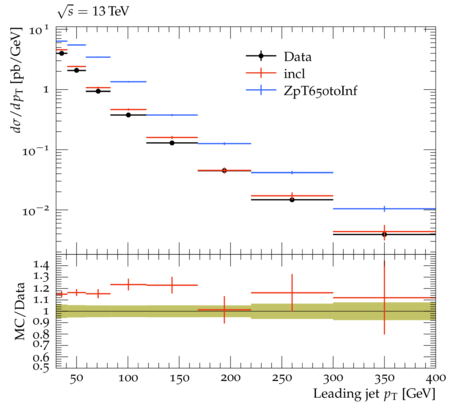 √s = 13 TeV
dσ/dpT [pb/GeV]
10^1
1
10^−1
10^−2
Data
incl
ZpT650toInf
MC/Data
1.4
1.3
1.2
1.1
1
0.9
0.8
0.7
0.6
0.5
50 100 150 200 250 300 350 400
Leading jet pT [GeV]